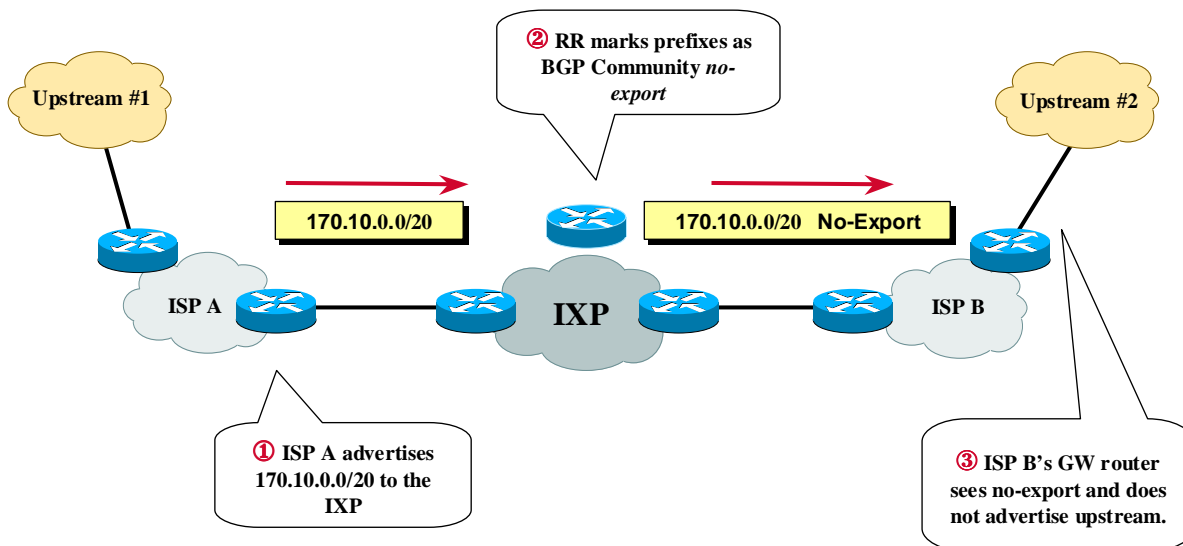 ② RR marks prefixes as
BGP Community no-
export
Upstream #1
Upstream #2
170.10.0.0/20
170.10.0.0/20 No-Export
ISP A
IXP
ISP B
① ISP A advertises
170.10.0.0/20 to the
IXP
③ ISP B’s GW router
sees no-export and does
not advertise upstream.